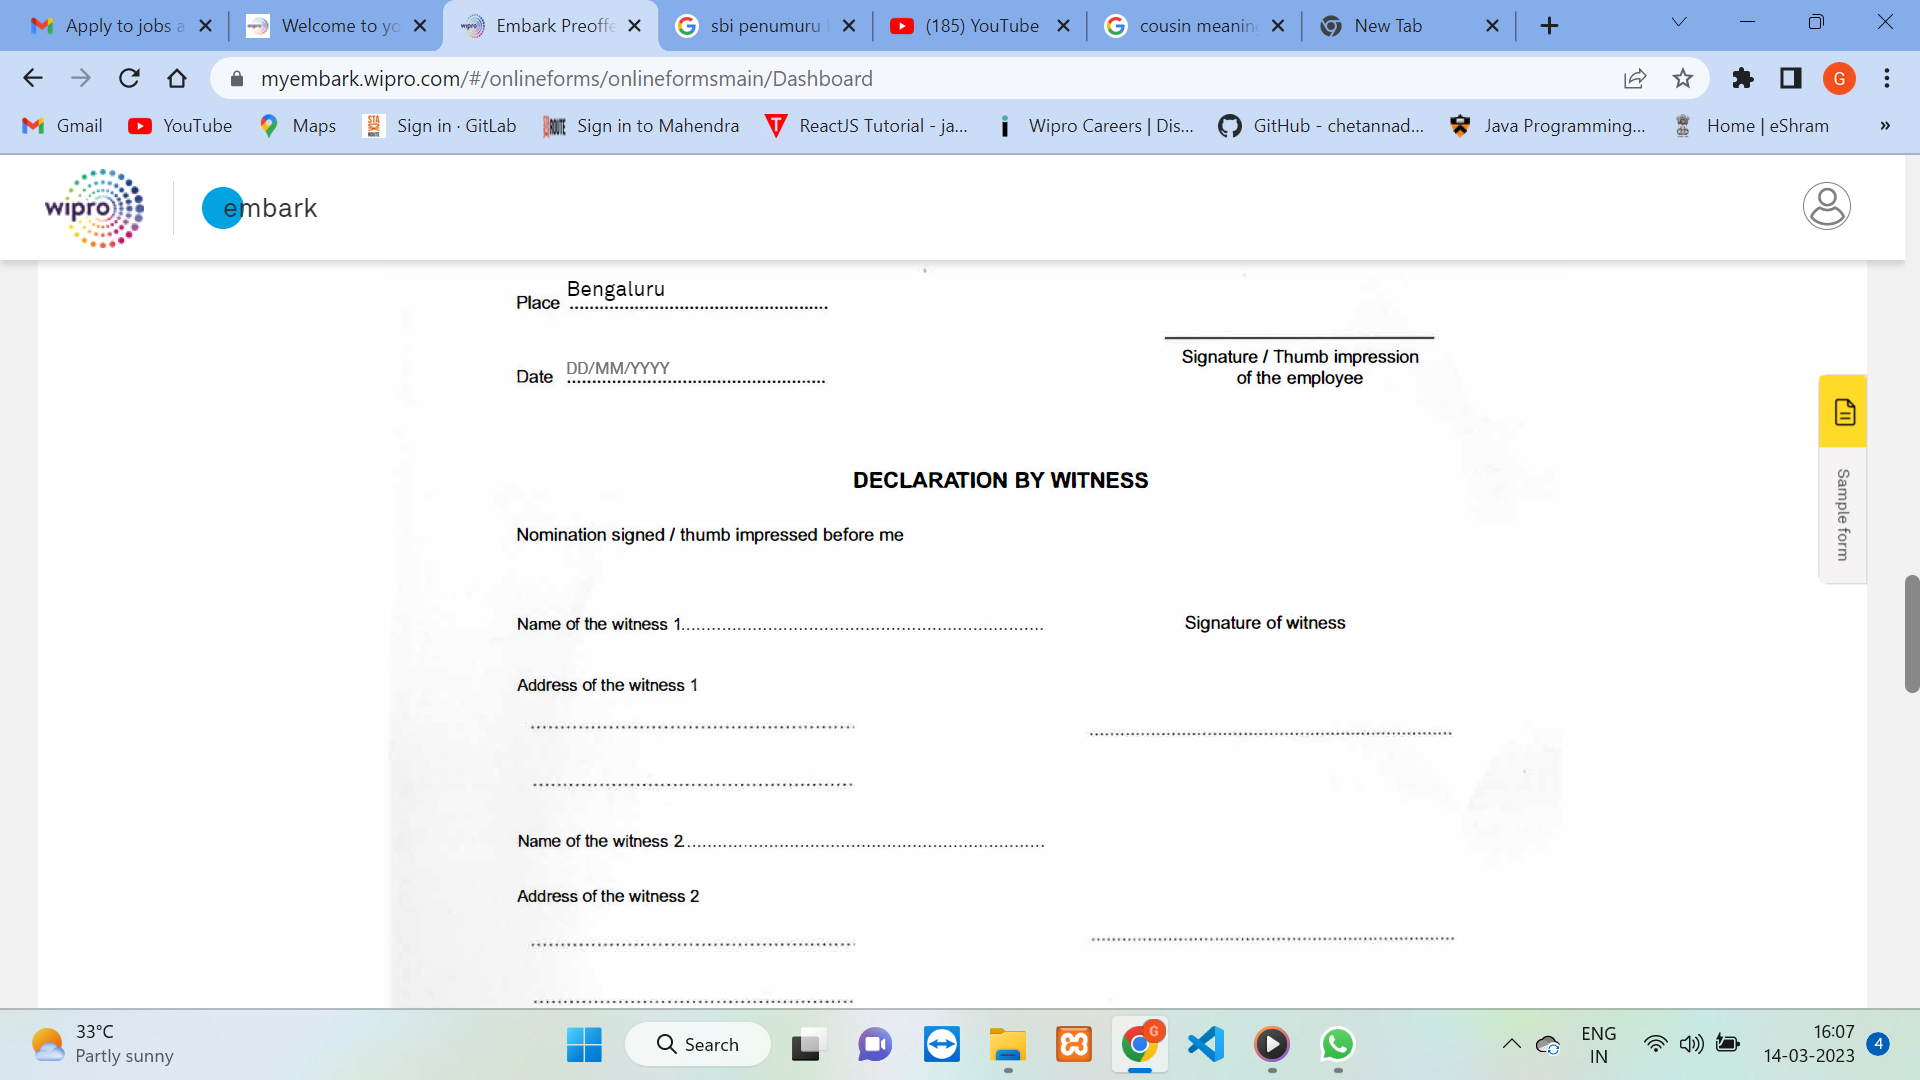 Apply to jobs a
Welcome to yo
Embark Preoffe
sbi penumuru
(185) YouTube
cousin meaning
New Tab
myembark.wipro.com/#/onlineforms/onlineformsmain/Dashboard
G
Gmail
YouTube
Maps
Sign in · GitLab
Sign in to Mahendra
ReactJS Tutorial - ja...
Wipro Careers | Dis...
GitHub - chetannad...
Java Programming...
Home | eShram
»
wipro
embark
Place Bengaluru
Signature / Thumb impression
of the employee
Date DD/MM/YYYY
DECLARATION BY WITNESS
Nomination signed / thumb impressed before me
Name of the witness 1
Signature of witness
Address of the witness 1
Name of the witness 2
Address of the witness 2
Sample form
33°C
Partly sunny
Search
G
ENG
IN
16:07
14-03-2023
4